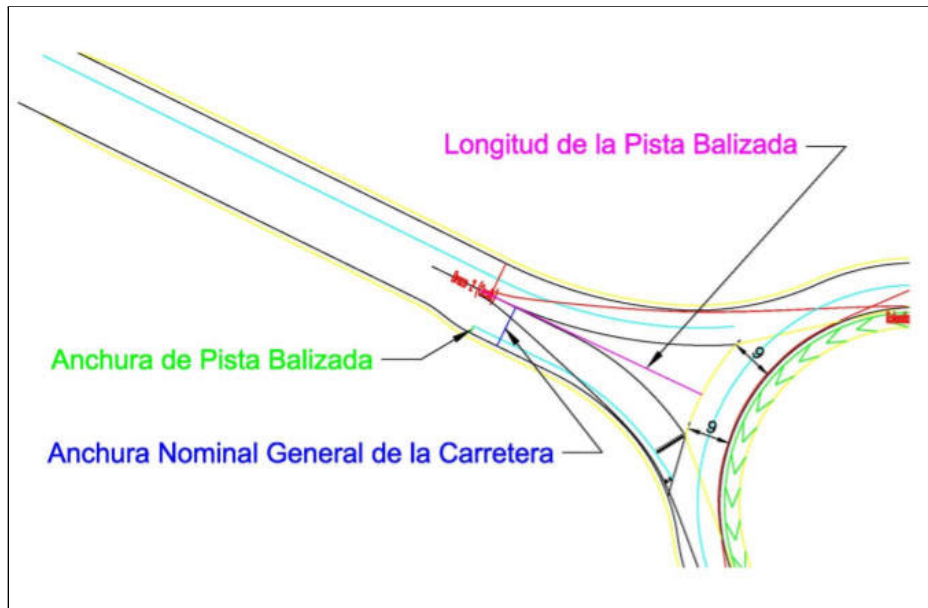 Longitud de la Pista Balizada
Anchura de Pista Balizada
Anchura Nominal General de la Carretera
9
9